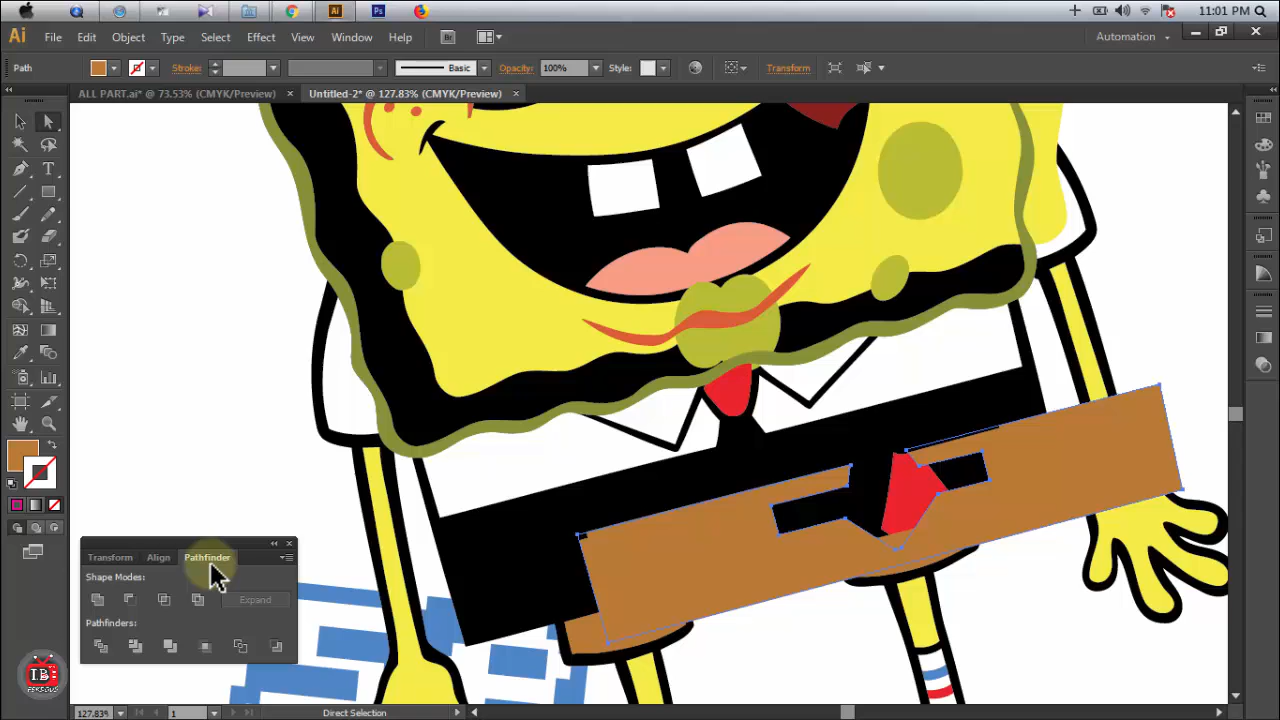 11:01 PM
Ai File Edit Object Type Select Effect View Window Help Br Automation
Path Stroke: Basic Opacity: 100% Style: Transform
ALL PART.ai* @ 73.53% (CMYK/Preview) × Untitled-2* @ 127.83% (CMYK/Preview) ×
Transform Align Pathfinder
Shape Modes:
Expand
Pathfinders:
127.83% 1 Direct Selection